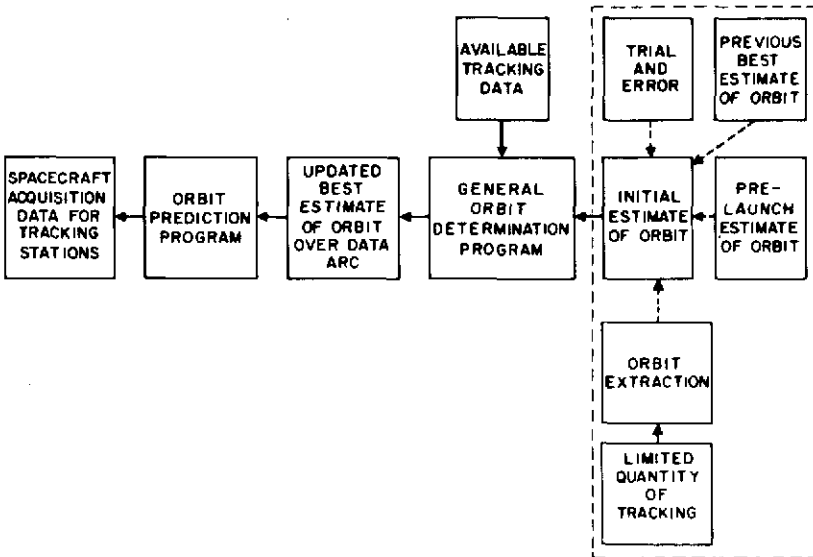 AVAILABLE
TRACKING
DATA
TRIAL
AND
ERROR
PREVIOUS
BEST
ESTIMATE
OF ORBIT
SPACECRAFT
ACQUISITION
DATA FOR
TRACKING
STATIONS
ORBIT
PREDICTION
PROGRAM
UPDATED
BEST
ESTIMATE
OF ORBIT
OVER DATA
ARC
GENERAL
ORBIT
DETERMINATION
PROGRAM
INITIAL
ESTIMATE
OF ORBIT
PRE-
LAUNCH
ESTIMATE
OF ORBIT
ORBIT
EXTRACTION
LIMITED
QUANTITY
OF
TRACKING